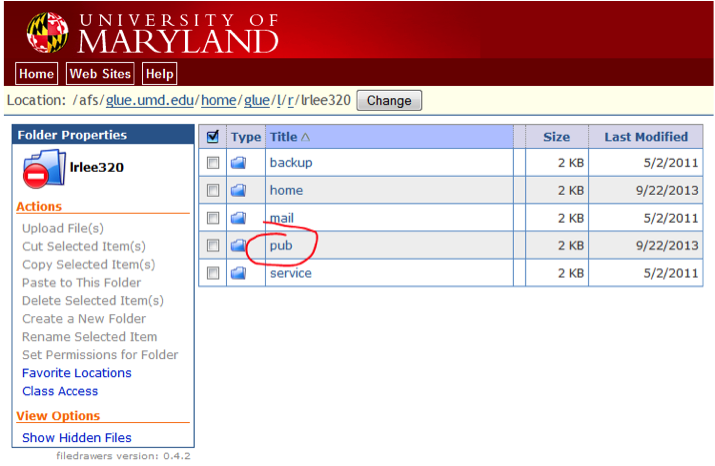 UNIVERSITY OF
MARYLAND
Home Web Sites Help
Location: /afs/glue.umd.edu/home/glue/l/r/lrlee320 Change
Folder Properties
lrlee320
Actions
Upload File(s)
Cut Selected Item(s)
Copy Selected Item(s)
Paste to This Folder
Delete Selected Item(s)
Create a New Folder
Rename Selected Item
Set Permissions for Folder
Favorite Locations
Class Access
View Options
Show Hidden Files
filedrawers version: 0.4.2
Type Title △ Size Last Modified
backup 2 KB 5/2/2011
home 2 KB 9/22/2013
mail 2 KB 5/2/2011
pub 2 KB 9/22/2013
service 2 KB 5/2/2011